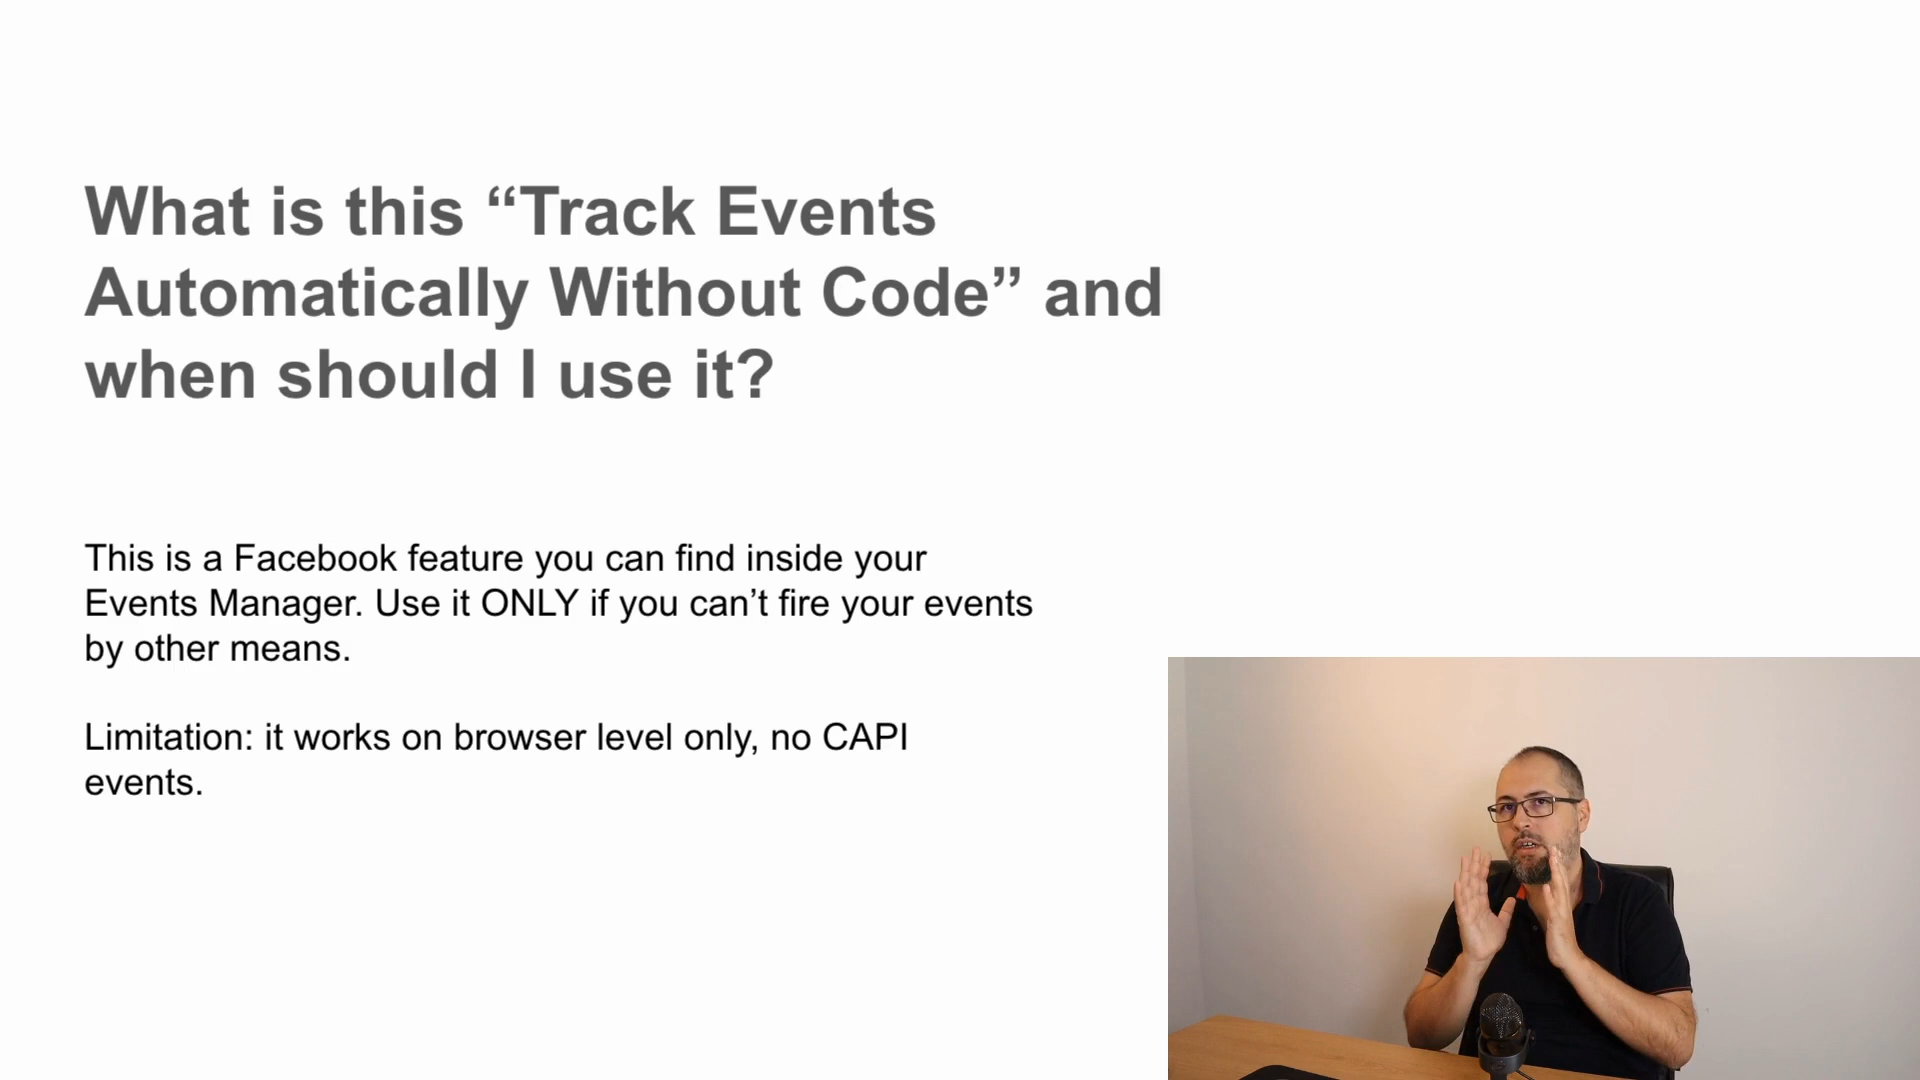 What is this “Track Events
Automatically Without Code” and
when should I use it?
This is a Facebook feature you can find inside your
Events Manager. Use it ONLY if you can’t fire your events
by other means.
Limitation: it works on browser level only, no CAPI
events.